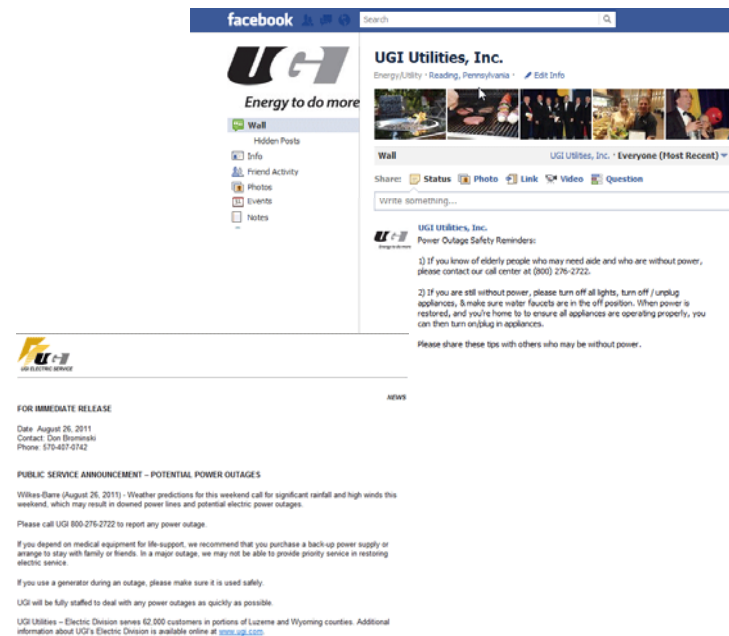 facebook
Search
UGI
Energy to do more
UGI Utilities, Inc.
Energy/Utility · Reading, Pennsylvania · Edit Info
Wall
Hidden Posts
Info
Friend Activity
Photos
Events
Notes
Wall
UGI Utilities, Inc. · Everyone (Most Recent)
Share: Status Photo Link Video Question
Write something...
UGI Utilities, Inc.
Power Outage Safety Reminders:
1) If you know of elderly people who may need aide and who are without power,
please contact our call center at (800) 276-2722.
2) If you are still without power, please turn off all lights, turn off / unplug
appliances, & make sure water faucets are in the off position. When power is
restored, and you're home to to ensure all appliances are operating properly, you
can then turn on/plug in appliances.
Please share these tips with others who may be without power.
UGI
Energy to do more
UGI
UGI ELECTRIC SERVICE
NEWS
FOR IMMEDIATE RELEASE
Date August 26, 2011
Contact: Don Brominski
Phone: 570-407-0742
PUBLIC SERVICE ANNOUNCEMENT – POTENTIAL POWER OUTAGES
Wilkes-Barre (August 26, 2011) - Weather predictions for this weekend call for significant rainfall and high winds this
weekend, which may result in downed power lines and potential electric power outages.
Please call UGI 800-276-2722 to report any power outage.
If you depend on medical equipment for life-support, we recommend that you purchase a back-up power supply or
arrange to stay with family or friends. In a major outage, we may not be able to provide priority service in restoring
electric service.
If you use a generator during an outage, please make sure it is used safely.
UGI will be fully staffed to deal with any power outages as quickly as possible.
UGI Utilities – Electric Division serves 62,000 customers in portions of Luzerne and Wyoming counties. Additional
information about UGI's Electric Division is available online at www.ugi.com.